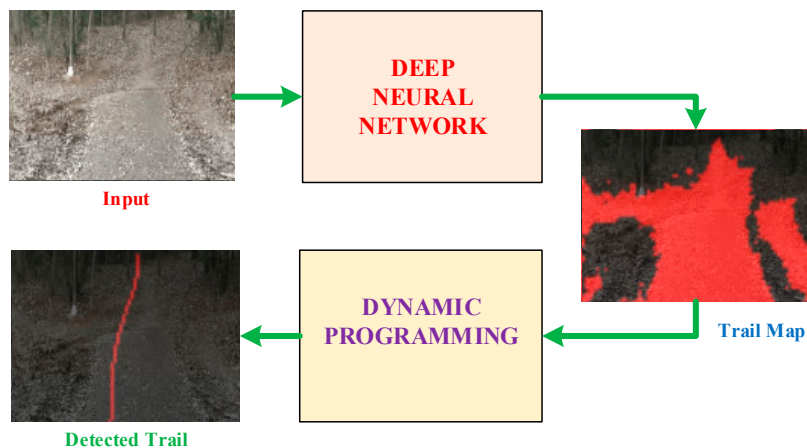 DEEP
NEURAL
NETWORK
Input
Trail Map
DYNAMIC
PROGRAMMING
Detected Trail